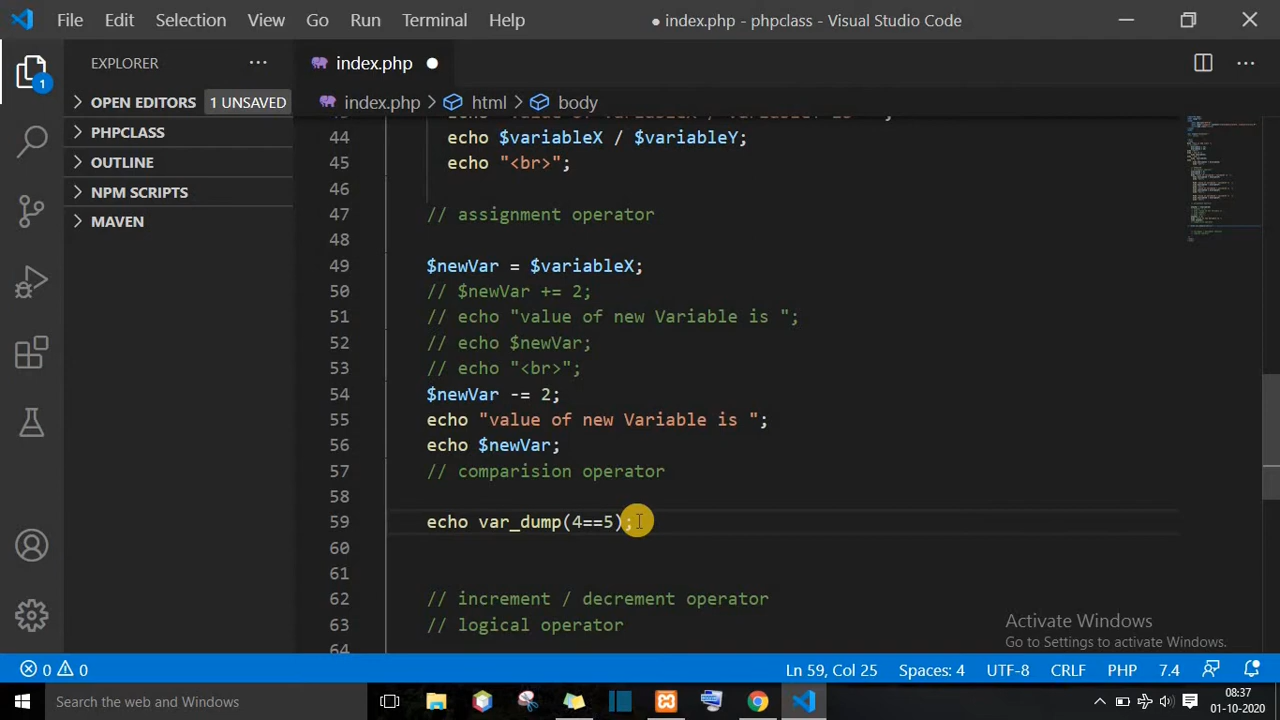 File Edit Selection View Go Run Terminal Help
● index.php - phpclass - Visual Studio Code
EXPLORER
index.php
OPEN EDITORS 1 UNSAVED
index.php > html > body
PHPCLASS
OUTLINE
NPM SCRIPTS
MAVEN
1
44 echo $variableX / $variableY;
45 echo "<br>";
46
47 // assignment operator
48
49 $newVar = $variableX;
50 // $newVar += 2;
51 // echo "value of new Variable is ";
52 // echo $newVar;
53 // echo "<br>";
54 $newVar -= 2;
55 echo "value of new Variable is ";
56 echo $newVar;
57 // comparision operator
58
59 echo var_dump(4==5);
60
61
62 // increment / decrement operator
63 // logical operator
64
Activate Windows
Go to Settings to activate Windows.
0 0
Ln 59, Col 25 Spaces: 4 UTF-8 CRLF PHP 7.4
Search the web and Windows
08:37
01-10-2020